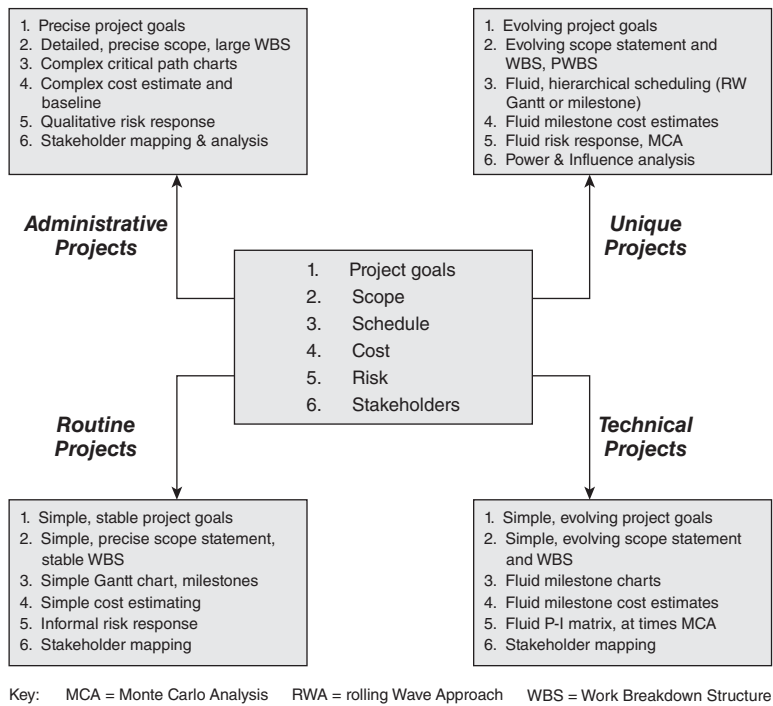 1. Precise project goals
2. Detailed, precise scope, large WBS
3. Complex critical path charts
4. Complex cost estimate and
baseline
5. Qualitative risk response
6. Stakeholder mapping & analysis
1. Evolving project goals
2. Evolving scope statement and
WBS, PWBS
3. Fluid, hierarchical scheduling (RW
Gantt or milestone)
4. Fluid milestone cost estimates
5. Fluid risk response, MCA
6. Power & Influence analysis
Administrative
Projects
Unique
Projects
1. Project goals
2. Scope
3. Schedule
4. Cost
5. Risk
6. Stakeholders
Routine
Projects
Technical
Projects
1. Simple, stable project goals
2. Simple, precise scope statement,
stable WBS
3. Simple Gantt chart, milestones
4. Simple cost estimating
5. Informal risk response
6. Stakeholder mapping
1. Simple, evolving project goals
2. Simple, evolving scope statement
and WBS
3. Fluid milestone charts
4. Fluid milestone cost estimates
5. Fluid P-I matrix, at times MCA
6. Stakeholder mapping
Key: MCA = Monte Carlo Analysis RWA = rolling Wave Approach WBS = Work Breakdown Structure